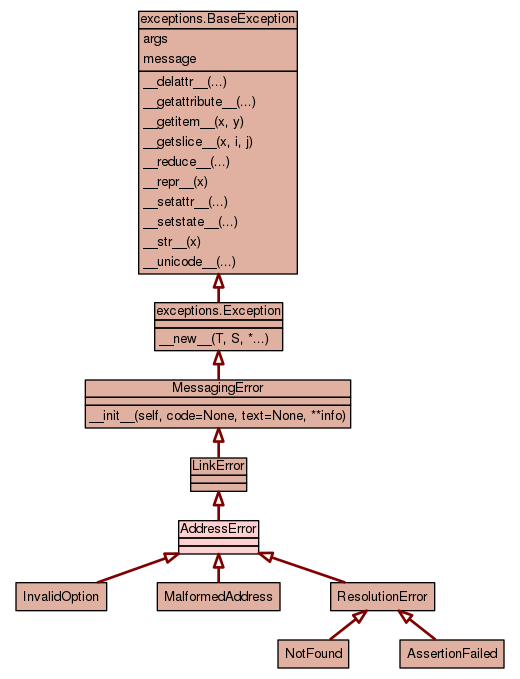 exceptions.BaseException
args
message
__delattr__(...)
__getattribute__(...)
__getitem__(x, y)
__getslice__(x, i, j)
__reduce__(...)
__repr__(x)
__setattr__(...)
__setstate__(...)
__str__(x)
__unicode__(...)
exceptions.Exception
__new__(T, S, *...)
MessagingError
__init__(self, code=None, text=None, **info)
LinkError
AddressError
InvalidOption
MalformedAddress
ResolutionError
NotFound
AssertionFailed